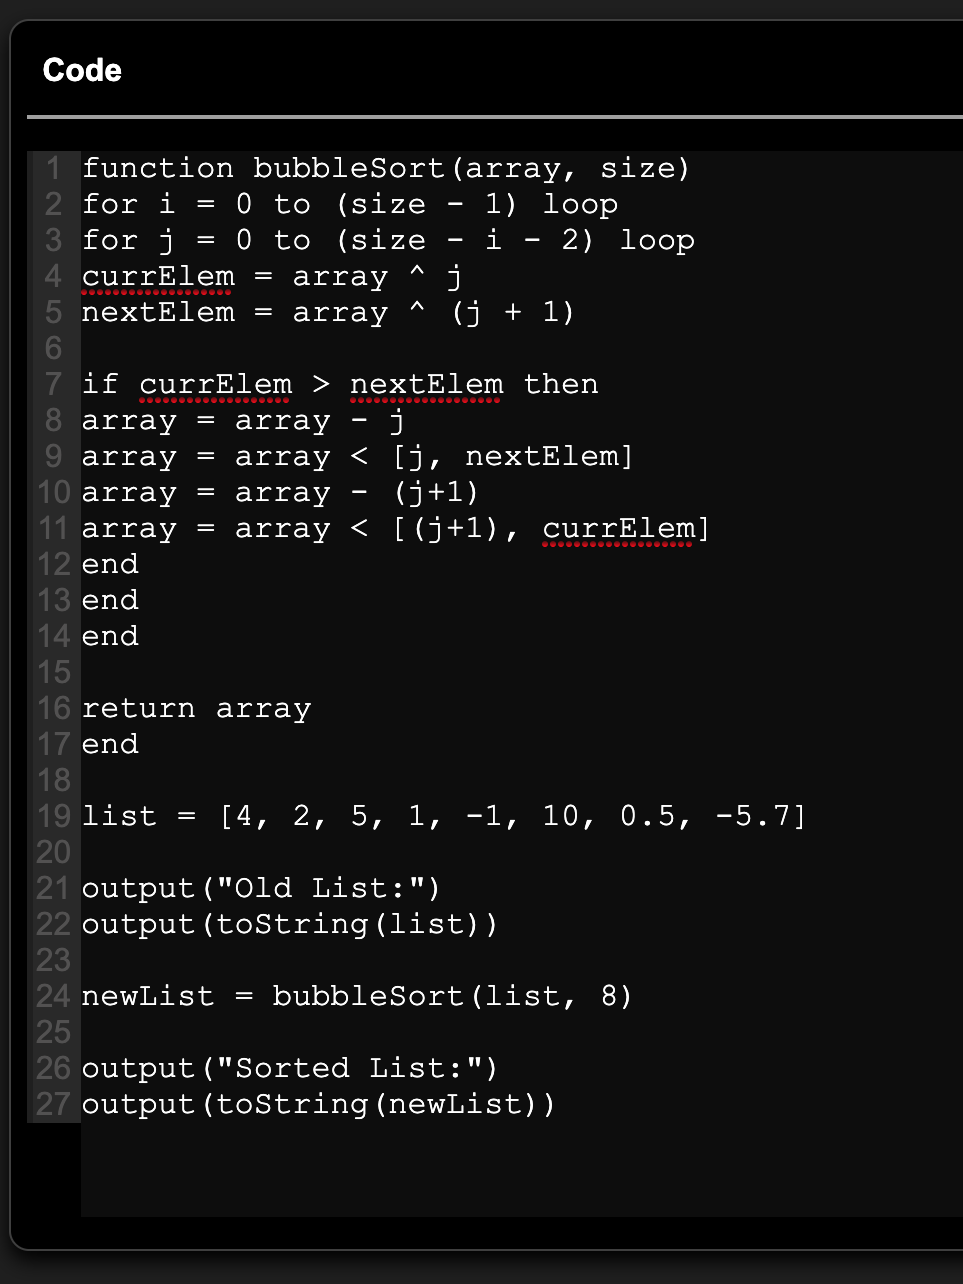 Code
1 function bubbleSort(array, size)
2 for i = 0 to (size - 1) loop
3 for j = 0 to (size - i - 2) loop
4 currElem = array ^ j
5 nextElem = array ^ (j + 1)
6
7 if currElem > nextElem then
8 array = array - j
9 array = array < [j, nextElem]
10 array = array - (j+1)
11 array = array < [(j+1), currElem]
12 end
13 end
14 end
15
16 return array
17 end
18
19 list = [4, 2, 5, 1, -1, 10, 0.5, -5.7]
20
21 output("Old List:")
22 output(toString(list))
23
24 newList = bubbleSort(list, 8)
25
26 output("Sorted List:")
27 output(toString(newList))